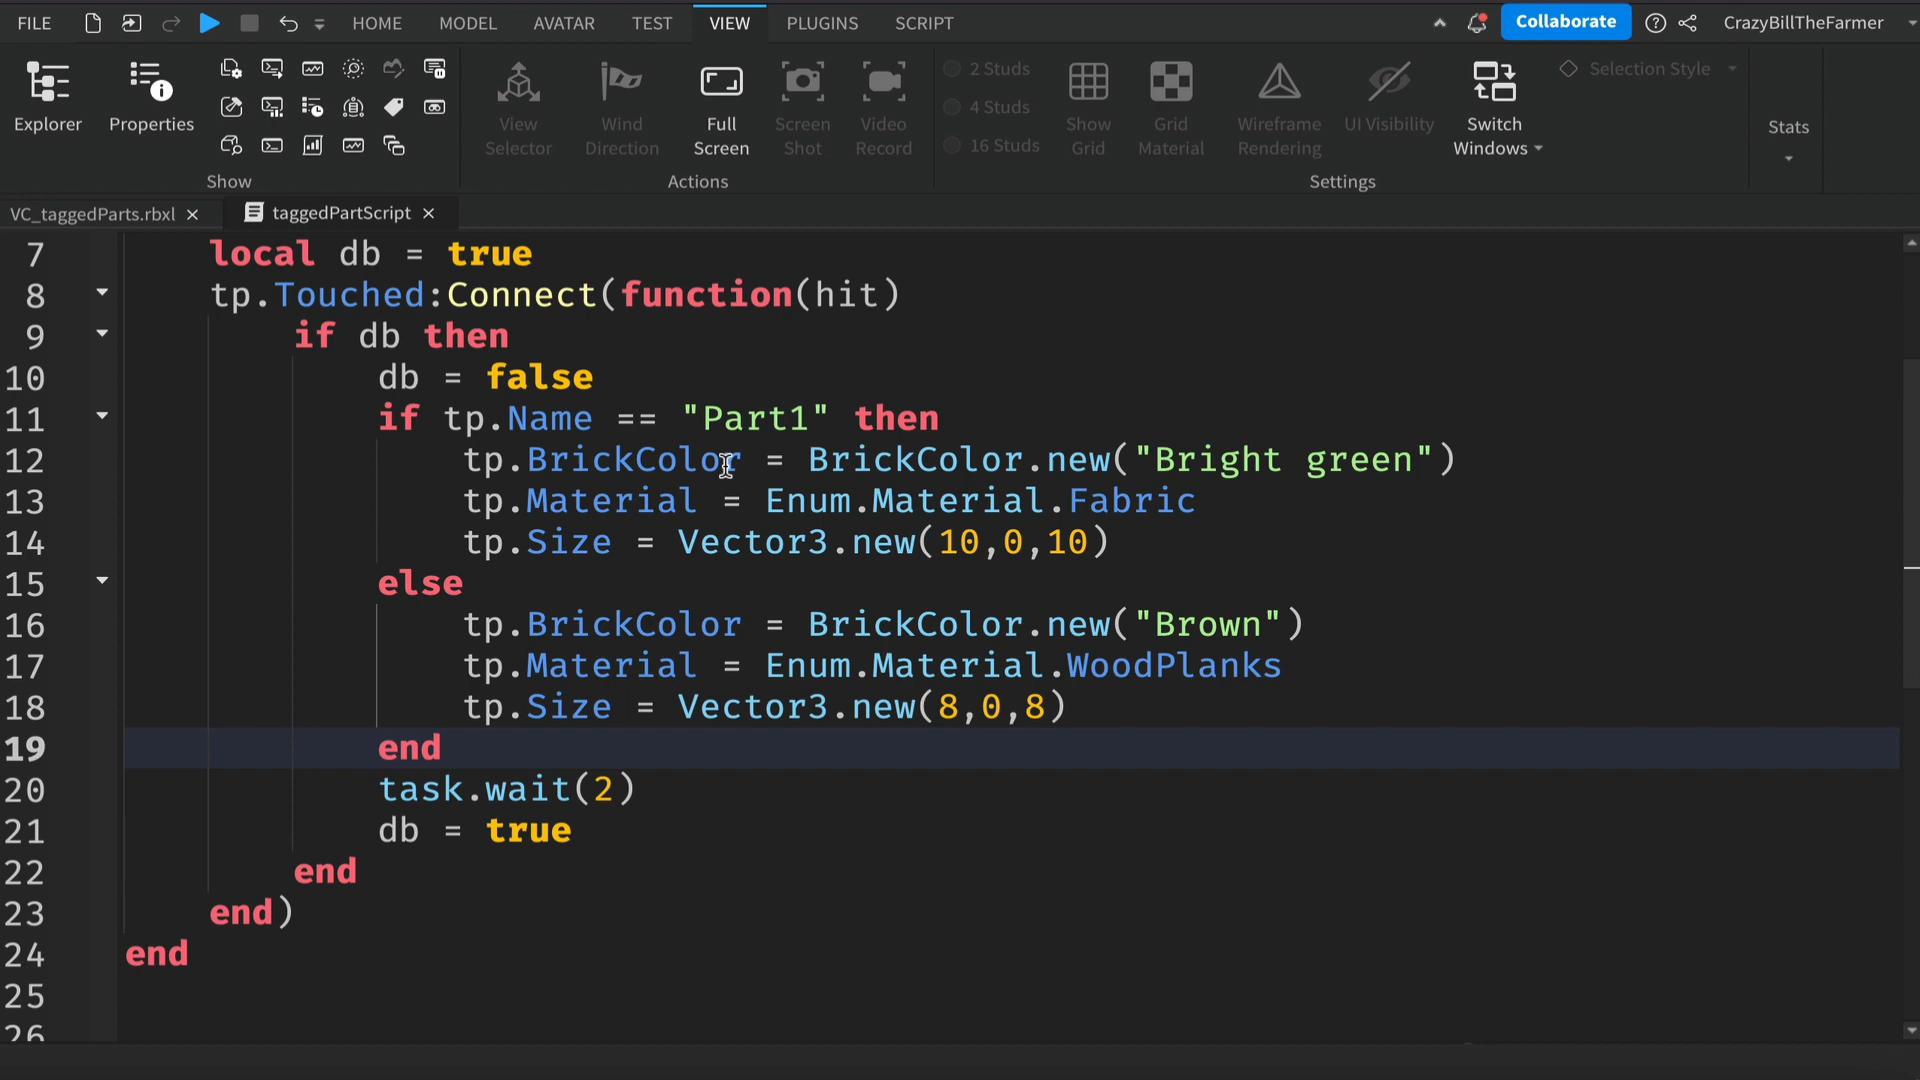 FILE HOME MODEL AVATAR TEST VIEW PLUGINS SCRIPT Collaborate CrazyBillTheFarmer
Explorer Properties View Selector Wind Direction Full Screen Screen Shot Video Record 2 Studs 4 Studs 16 Studs Show Grid Grid Material Wireframe Rendering UI Visibility Switch Windows Selection Style Stats
Show Actions Settings
VC_taggedParts.rbxl taggedPartScript
7 local db = true
8 tp.Touched:Connect(function(hit)
9 if db then
10 db = false
11 if tp.Name == "Part1" then
12 tp.BrickColor = BrickColor.new("Bright green")
13 tp.Material = Enum.Material.Fabric
14 tp.Size = Vector3.new(10,0,10)
15 else
16 tp.BrickColor = BrickColor.new("Brown")
17 tp.Material = Enum.Material.WoodPlanks
18 tp.Size = Vector3.new(8,0,8)
19 end
20 task.wait(2)
21 db = true
22 end
23 end)
24 end
25
26